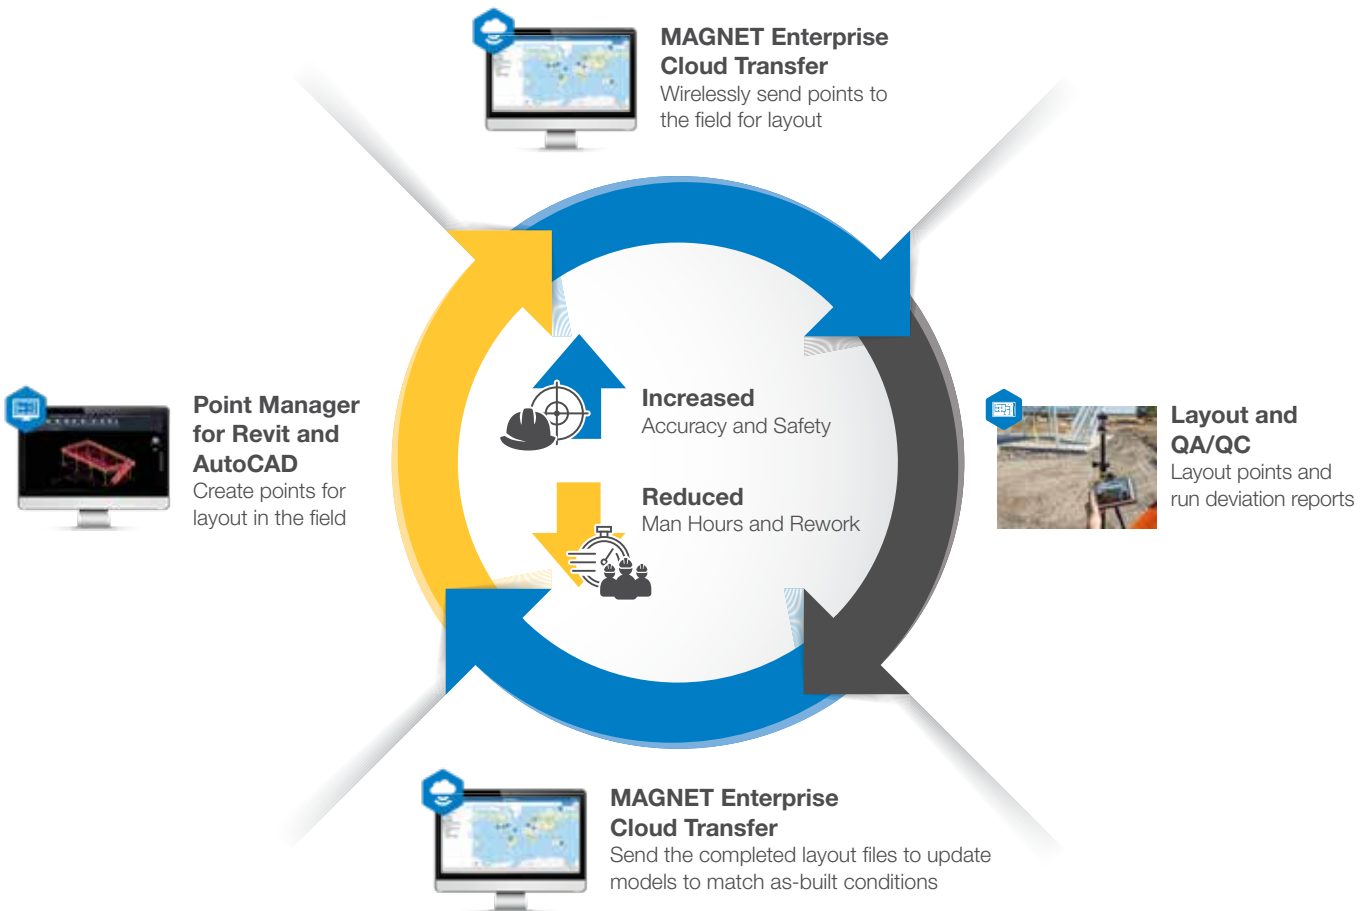 MAGNET Enterprise
Cloud Transfer
Wirelessly send points to
the field for layout
Point Manager
for Revit and
AutoCAD
Create points for
layout in the field
Increased
Accuracy and Safety
Reduced
Man Hours and Rework
Layout and
QA/QC
Layout points and
run deviation reports
MAGNET Enterprise
Cloud Transfer
Send the completed layout files to update
models to match as-built conditions